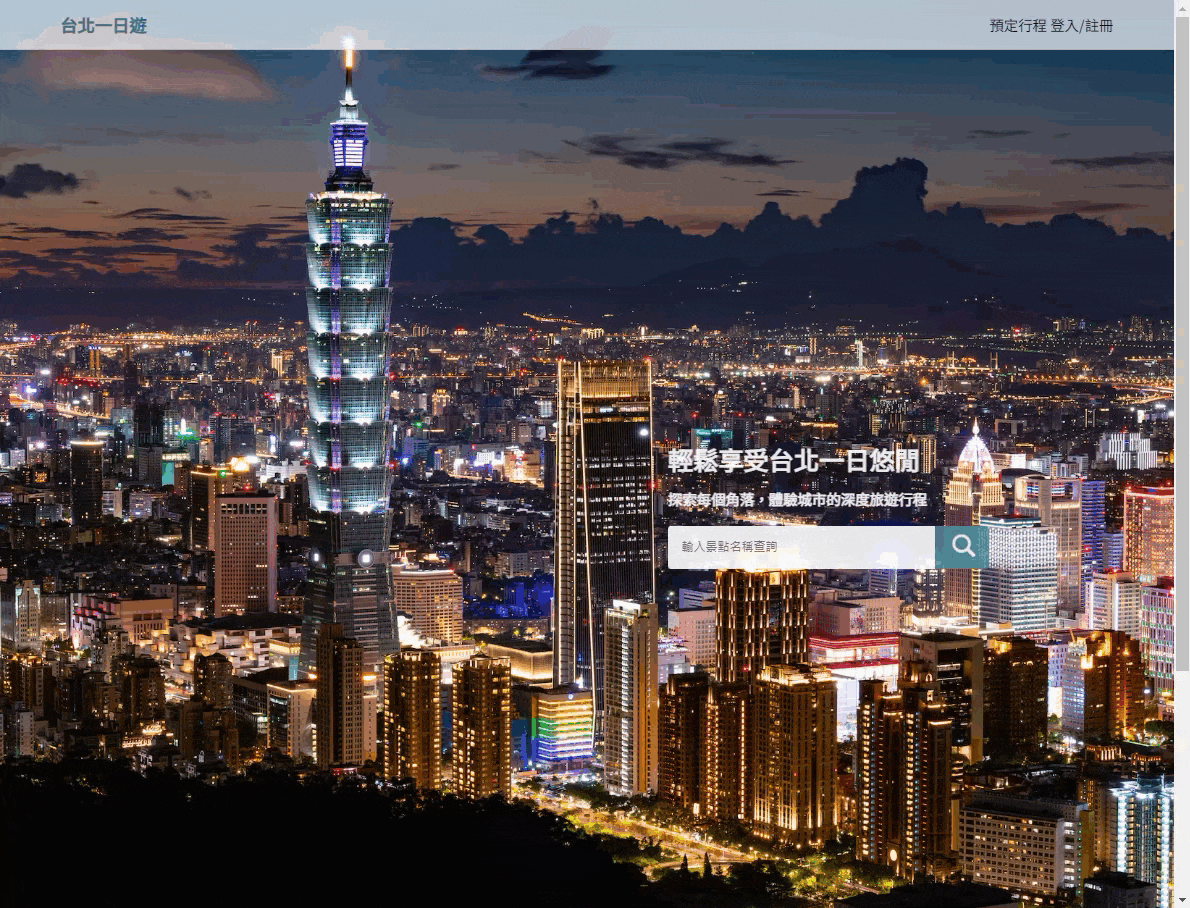 台北一日遊
預定行程 登入/註冊
輕鬆享受台北一日悠閒
探索每個角落，體驗城市的深度旅遊行程
輸入景點名稱查詢